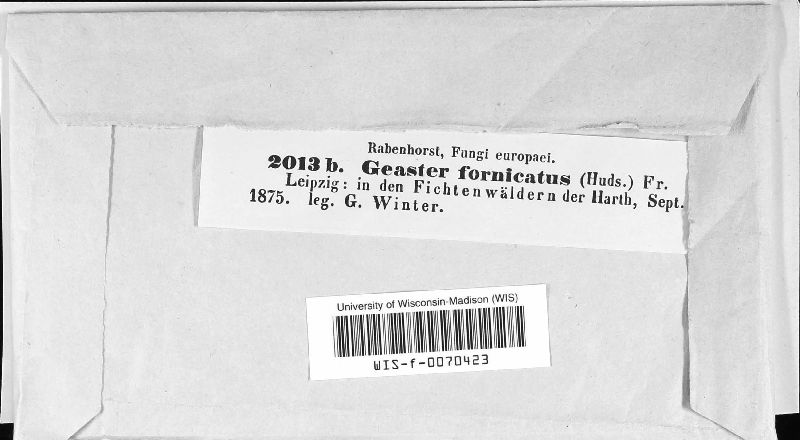 Rabenhorst, Fungi europaei.
2013 b. Geaster fornicatus (Huds.) Fr.
Leipzig: in den Fichtenwäldern der Harth, Sept.
1875. leg. G. Winter.
University of Wisconsin-Madison (WIS)
WIS-f-0070423